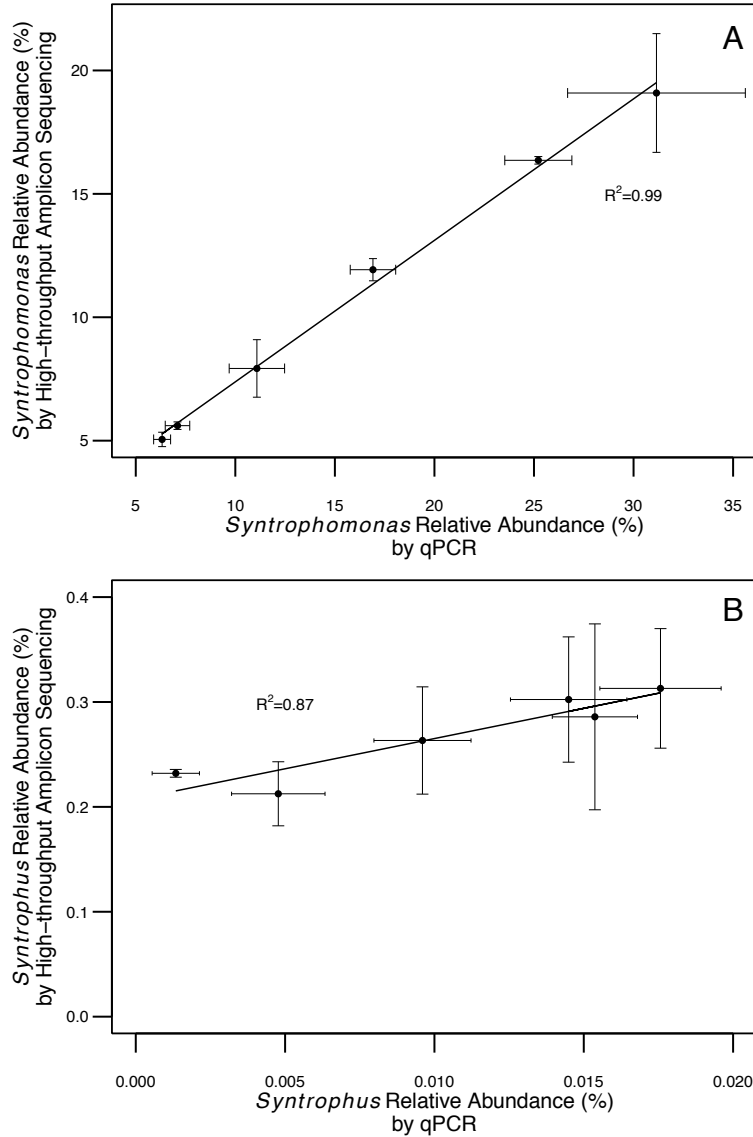 A
Syntrophomonas Relative Abundance (%)
by High−throughput Amplicon Sequencing
20
15
10
5
R²=0.99
5 10 15 20 25 30 35
Syntrophomonas Relative Abundance (%)
by qPCR
B
Syntrophus Relative Abundance (%)
by High−throughput Amplicon Sequencing
0.4
0.3
0.2
0.1
0.0
R²=0.87
0.000 0.005 0.010 0.015 0.020
Syntrophus Relative Abundance (%)
by qPCR